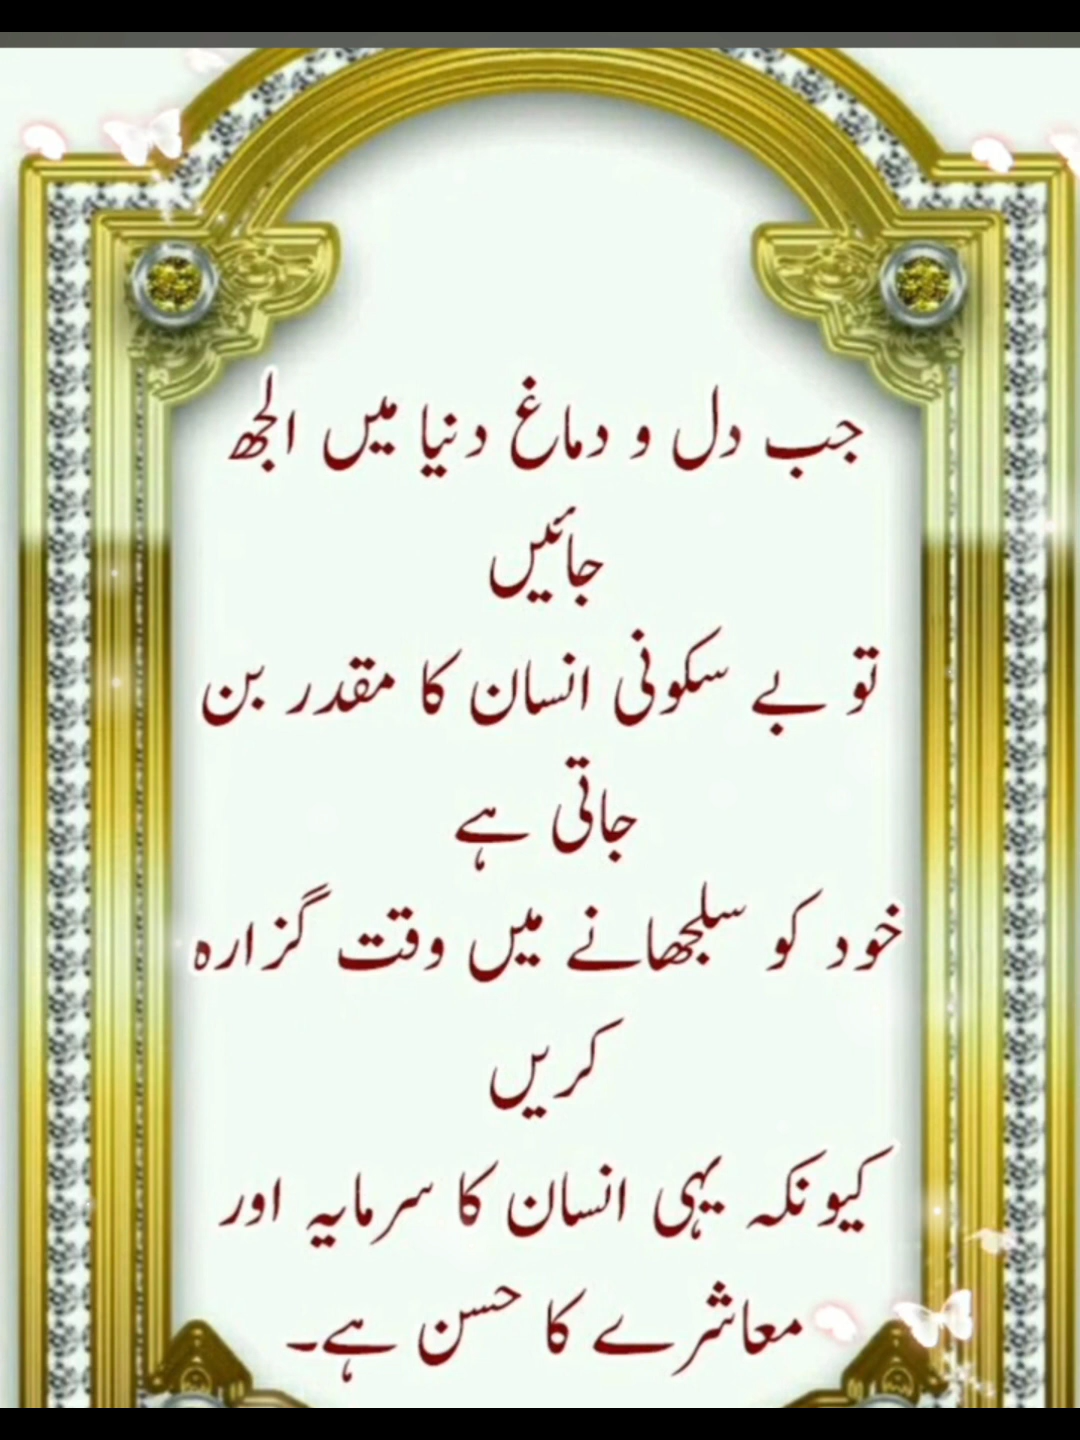 جب دل و دماغ دنیا میں الجھ
جائیں
تو بے سکونی انسان کا مقدر بن
جاتی ہے
خود کو سلجھانے میں وقت گزارہ
کریں
کیونکہ یہی انسان کا سرمایہ اور
معاشرے کا حسن ہے۔